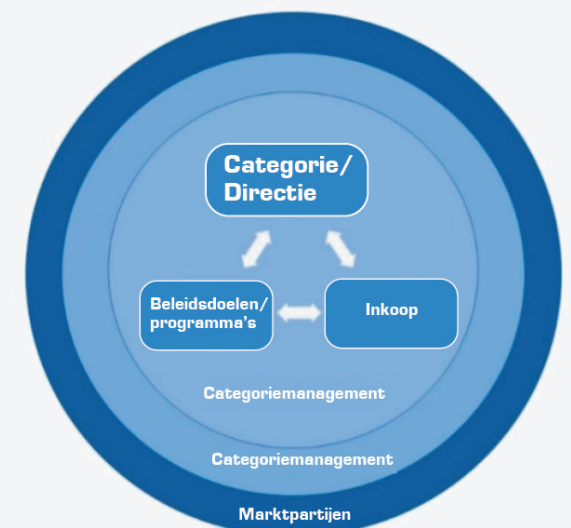 Categorie/
Directie
Beleidsdoelen/
programma's
Inkoop
Categoriemanagement
Categoriemanagement
Marktpartijen